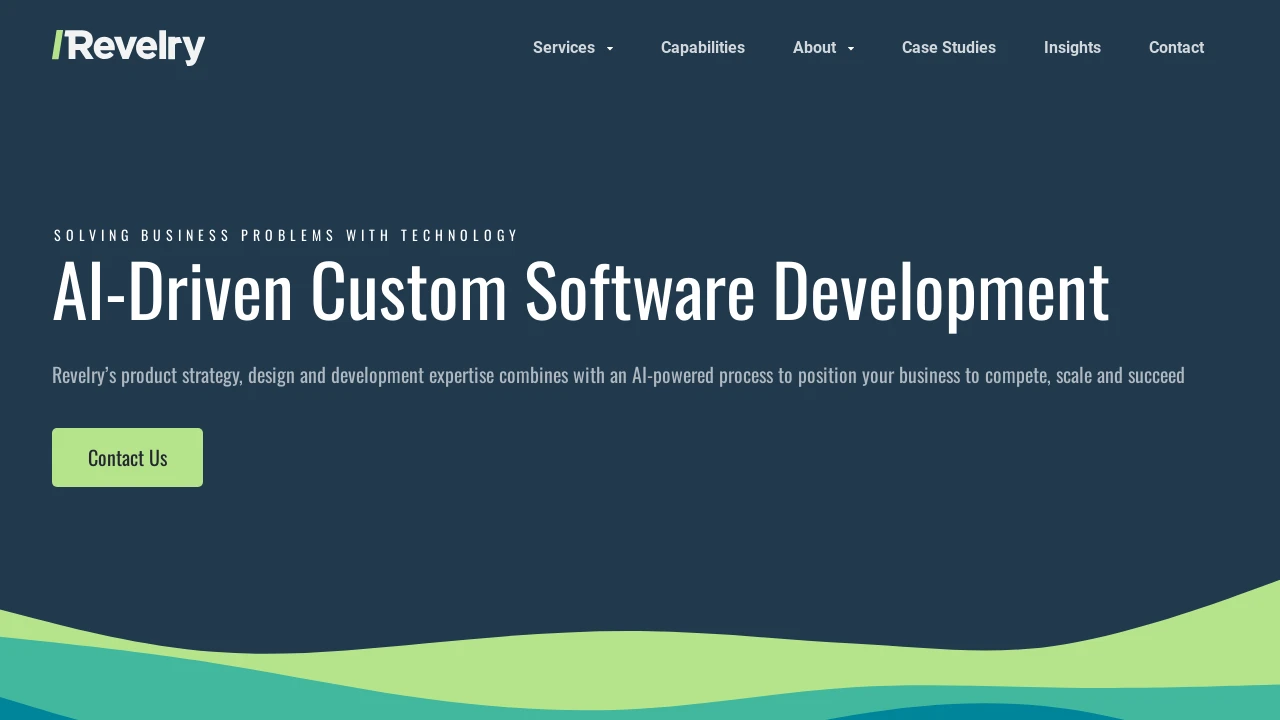 Revelry
Services Capabilities About Case Studies Insights Contact
SOLVING BUSINESS PROBLEMS WITH TECHNOLOGY
AI-Driven Custom Software Development
Revelry’s product strategy, design and development expertise combines with an AI-powered process to position your business to compete, scale and succeed
Contact Us